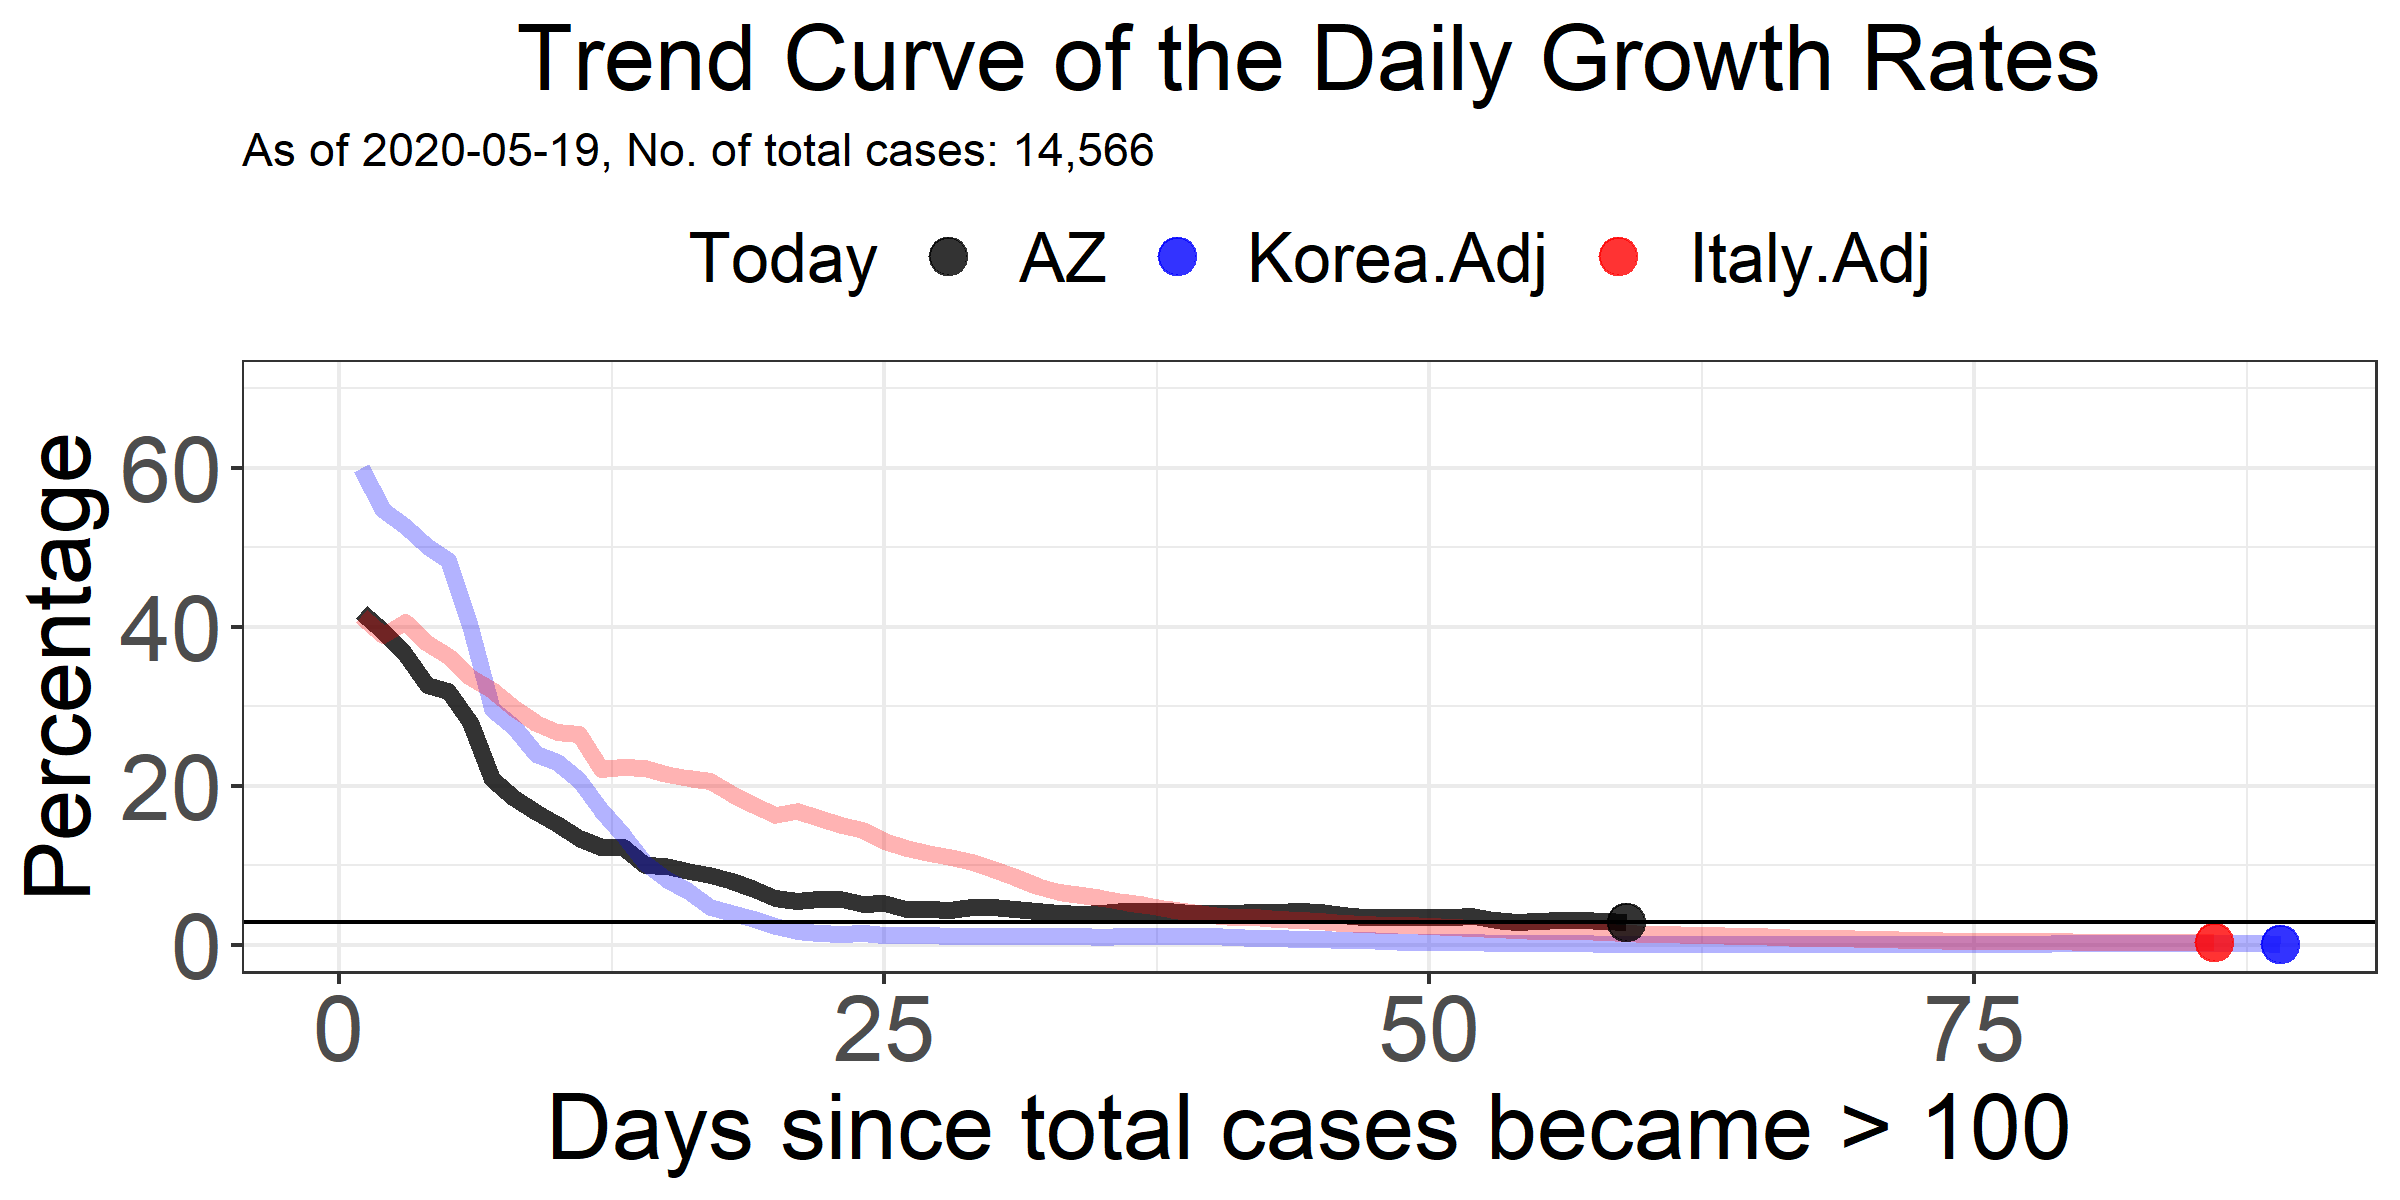 Trend Curve of the Daily Growth Rates
As of 2020-05-19, No. of total cases: 14,566
Today AZ Korea.Adj Italy.Adj
Percentage
60
40
20
0
0 25 50 75
Days since total cases became > 100